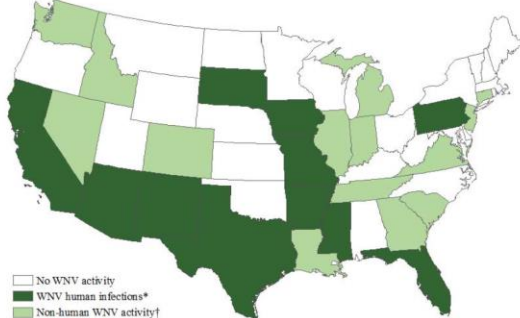 No WNV activity
WNV human infections*
Non-human WNV activity†